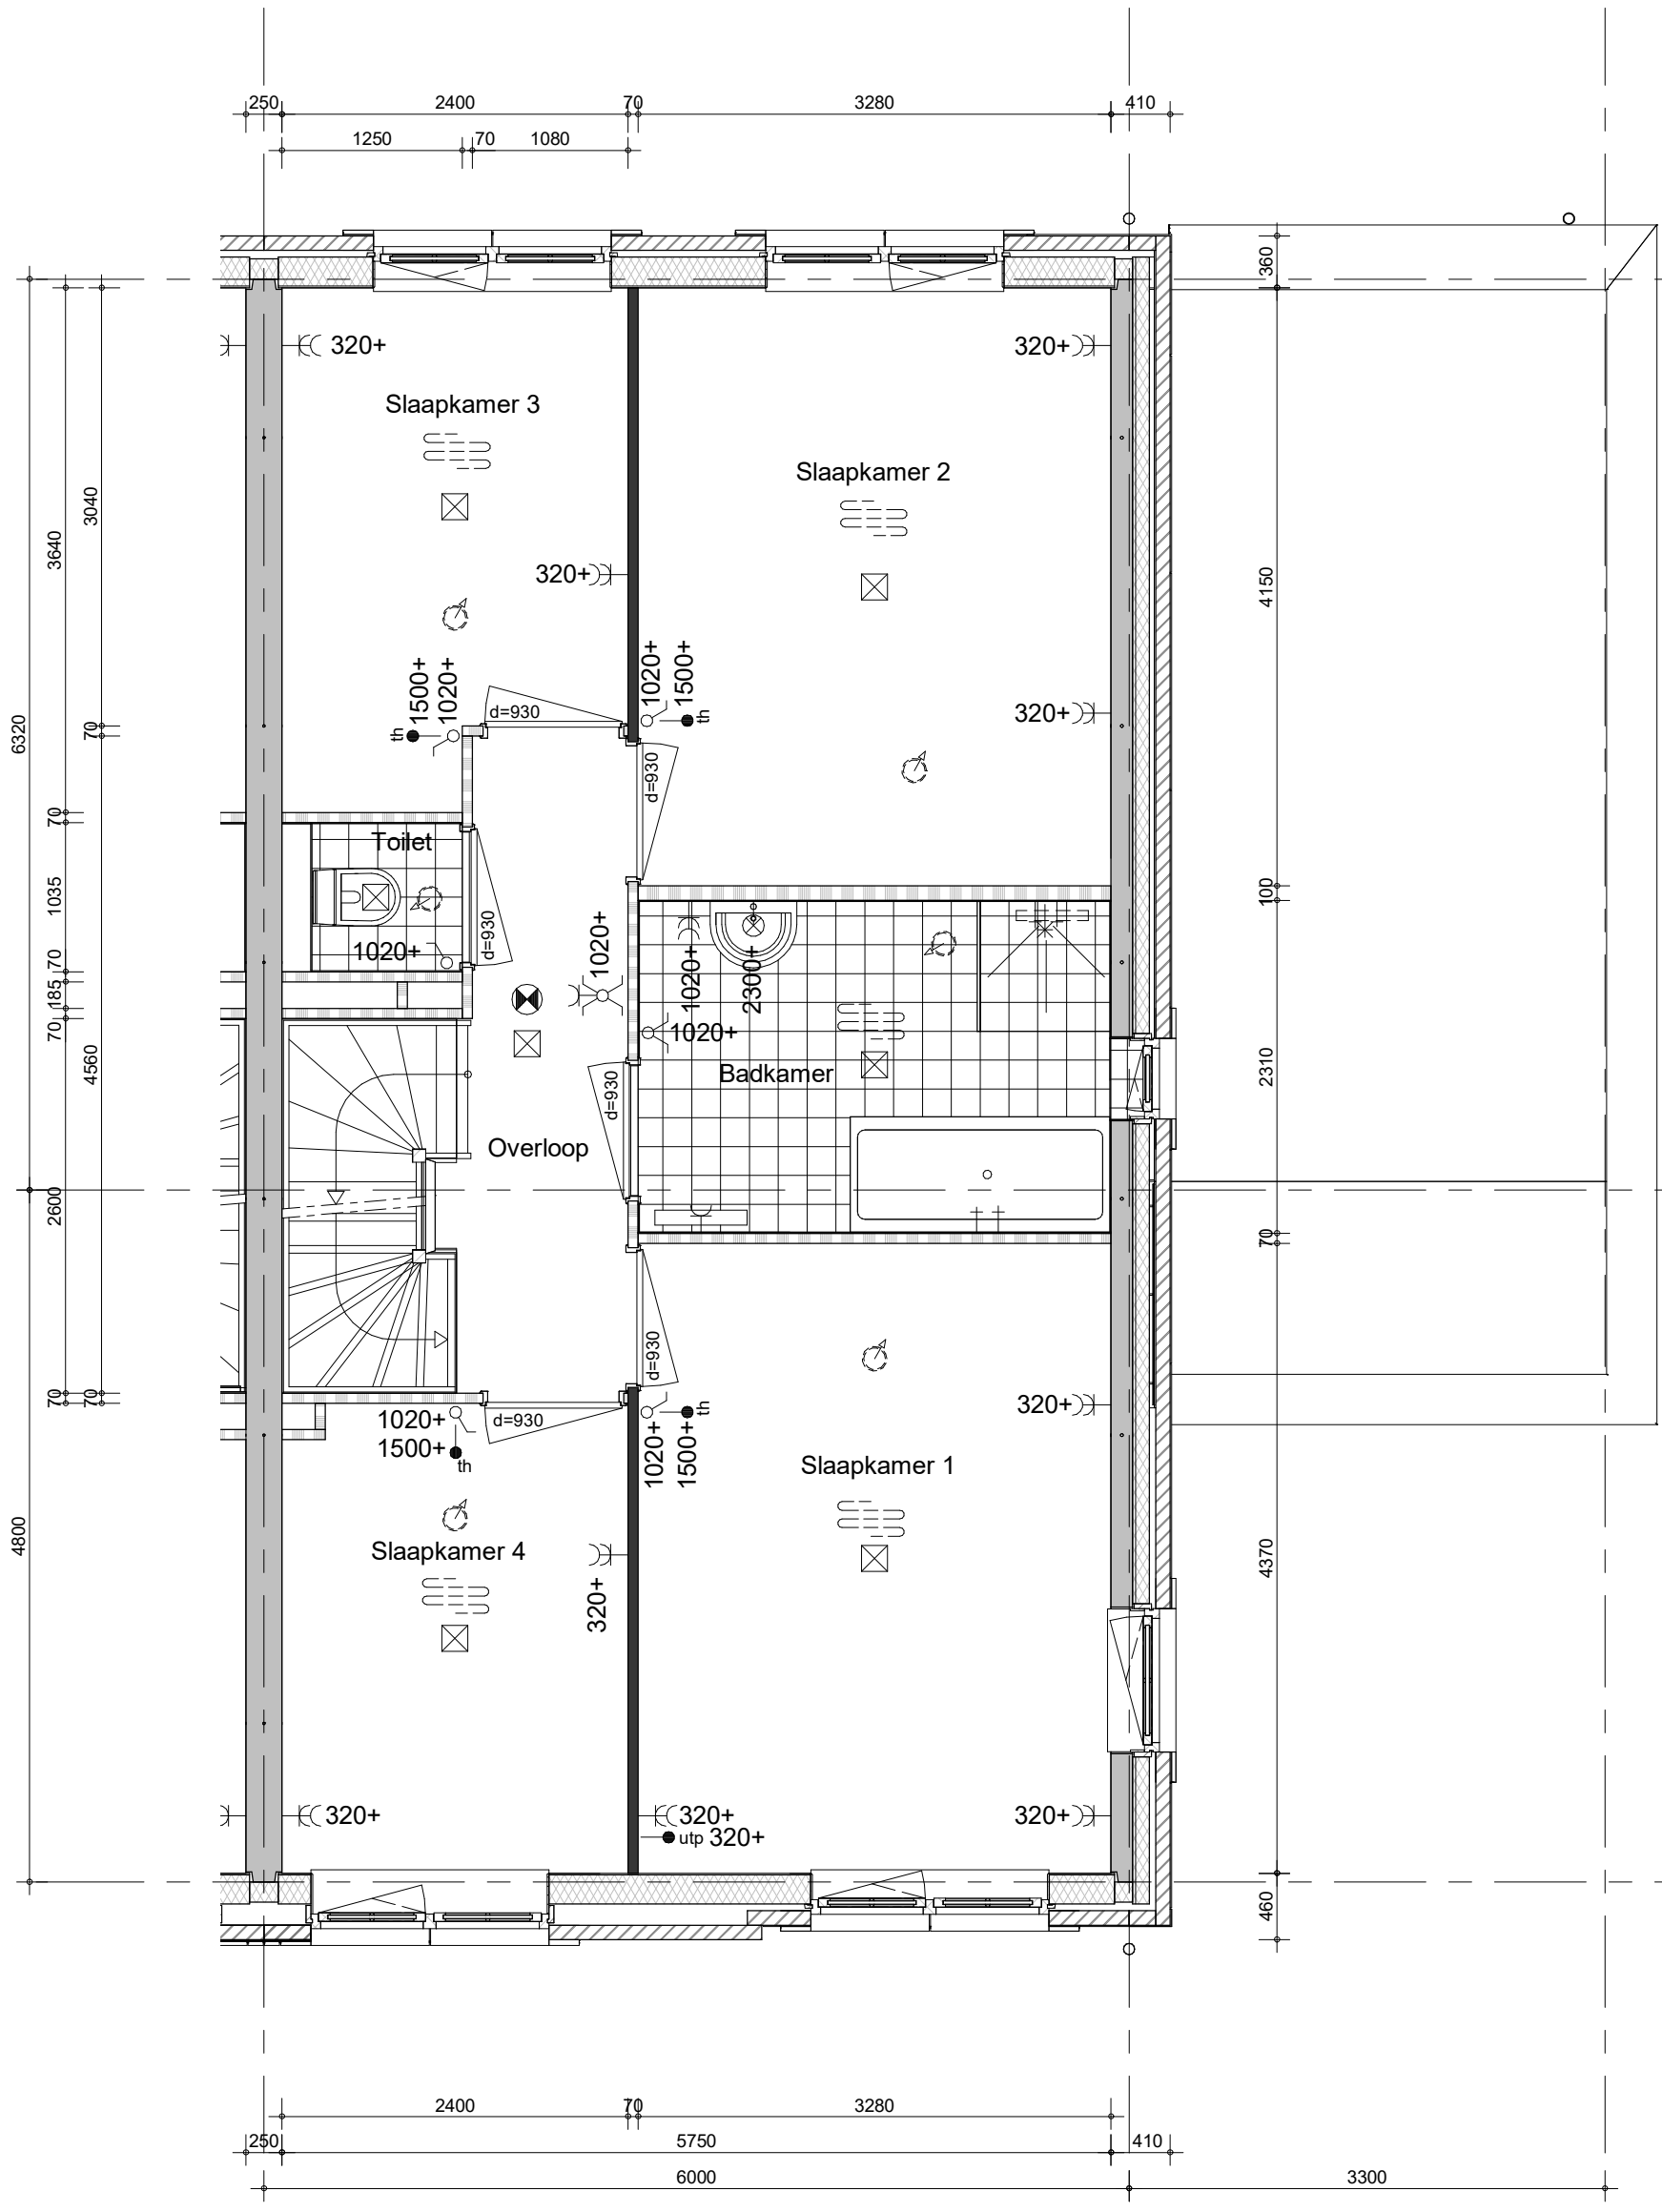 250 2400 70 3280 410
1250 70 1080
360
320+ 320+
Slaapkamer 3
Slaapkamer 2
3040
3640
320+
4150
1500+ 1020+ 1020+ 1500+
th d=930 th
320+
6320
70
d=930
70
Toilet
1035
100
1020+ d=930 1020+ 1020+ 2300+
70
185
70
1020+
4560
d=930
Badkamer
2310
Overloop
2600
70
d=930
70 70
1020+ d=930 th
1500+
th
1020+ 1500+
320+
Slaapkamer 1
4800
Slaapkamer 4
4370
320+
320+ 320+ 320+
utp 320+
460
2400 70 3280
250 5750 410
6000 3300